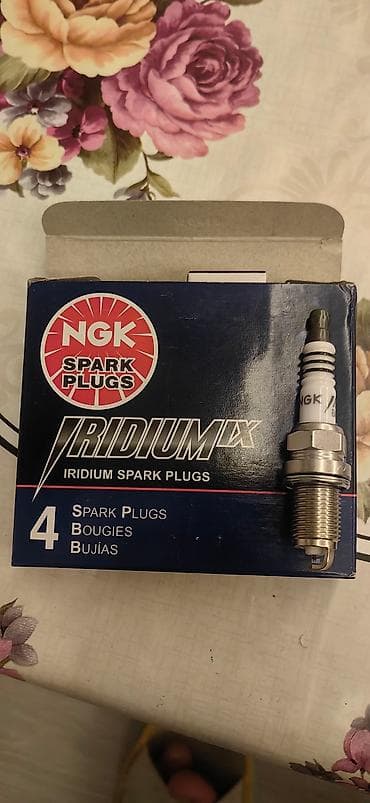 NGK
SPARK
PLUGS
IRIDIUM IX
IRIDIUM SPARK PLUGS
4
SPARK PLUGS
BOUGIES
BUJÍAS
NGK